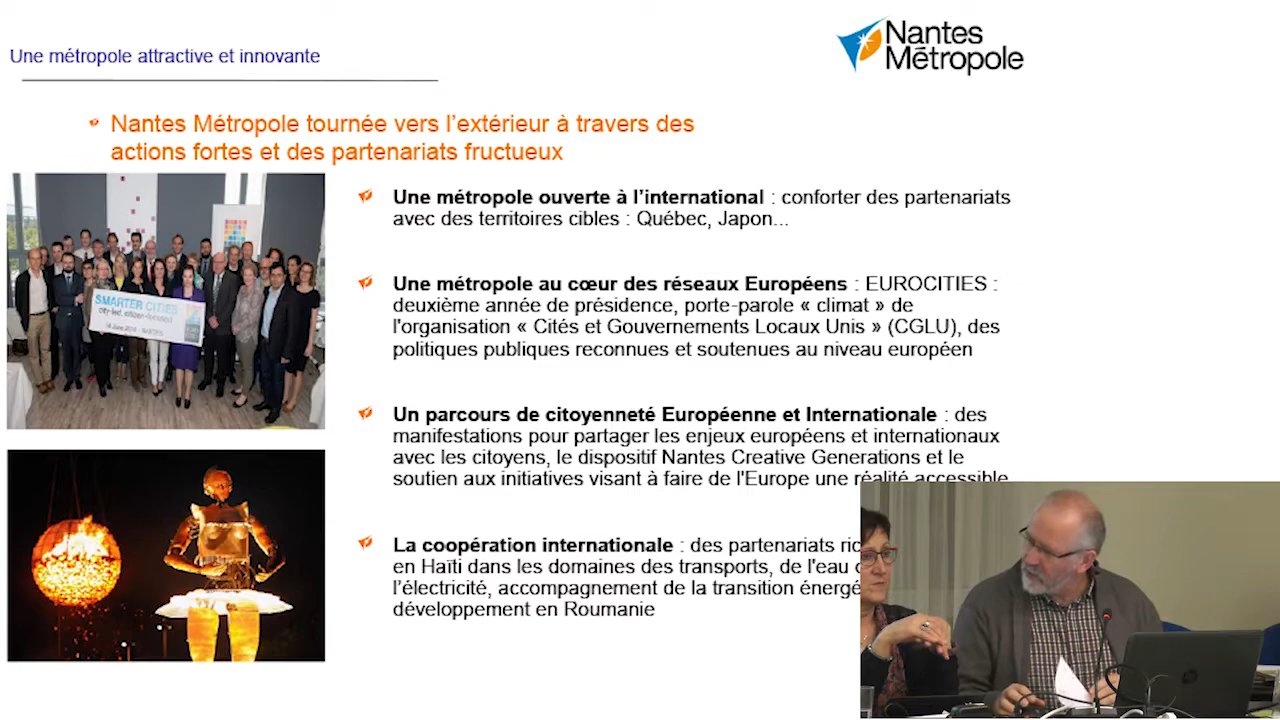 Une métropole attractive et innovante
Nantes
Métropole
Nantes Métropole tournée vers l'extérieur à travers des
actions fortes et des partenariats fructueux
Une métropole ouverte à l'international : conforter des partenariats
avec des territoires cibles : Québec, Japon...
Une métropole au cœur des réseaux Européens : EUROCITIES :
deuxième année de présidence, porte-parole « climat » de
l'organisation « Cités et Gouvernements Locaux Unis » (CGLU), des
politiques publiques reconnues et soutenues au niveau européen
Un parcours de citoyenneté Européenne et Internationale : des
manifestations pour partager les enjeux européens et internationaux
avec les citoyens, le dispositif Nantes Creative Generations et le
soutien aux initiatives visant à faire de l'Europe une réalité accessible
La coopération internationale : des partenariats
en Haïti dans les domaines des transports, de l'eau
l'électricité, accompagnement de la transition
développement en Roumanie
SMARTER CITIES